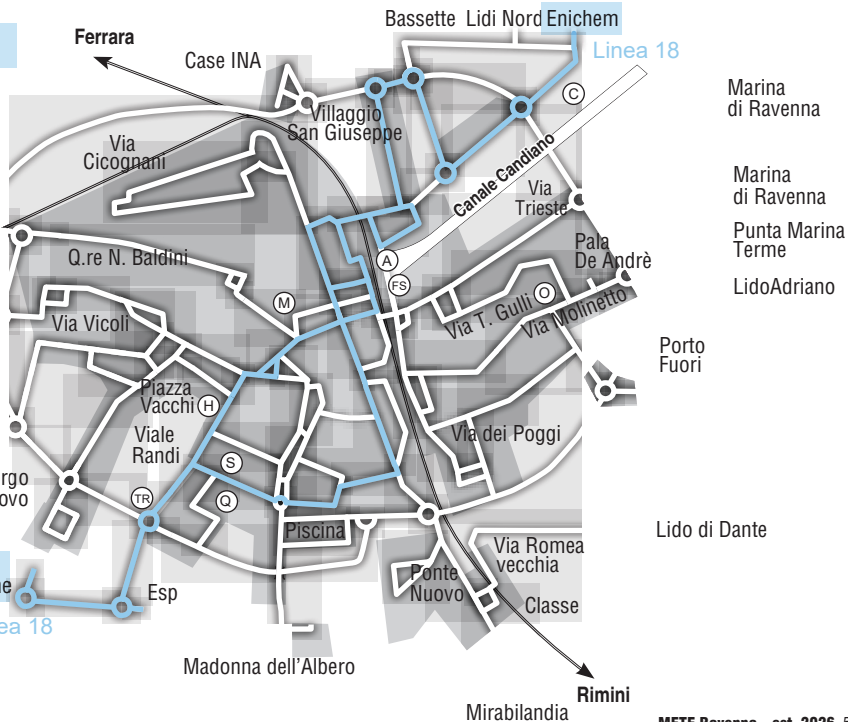 Bassette Lidi Nord Enichem
Ferrara
Linea 18
Case INA
C
Marina
di Ravenna
Villaggio
San Giuseppe
Via
Cicognani
Canale Candiano
Via
Trieste
Marina
di Ravenna
Punta Marina
Terme
Pala
De Andrè
Q.re N. Baldini
A
FS
LidoAdriano
M
O
Via T. Gulli
Via Molinetto
Via Vicoli
Porto
Fuori
Piazza
Vacchi
H
Viale
Randi
Via dei Poggi
S
TR
Q
Piscina
Lido di Dante
Via Romea
vecchia
Ponte
Nuovo
Esp
Classe
Madonna dell'Albero
Rimini
Mirabilandia